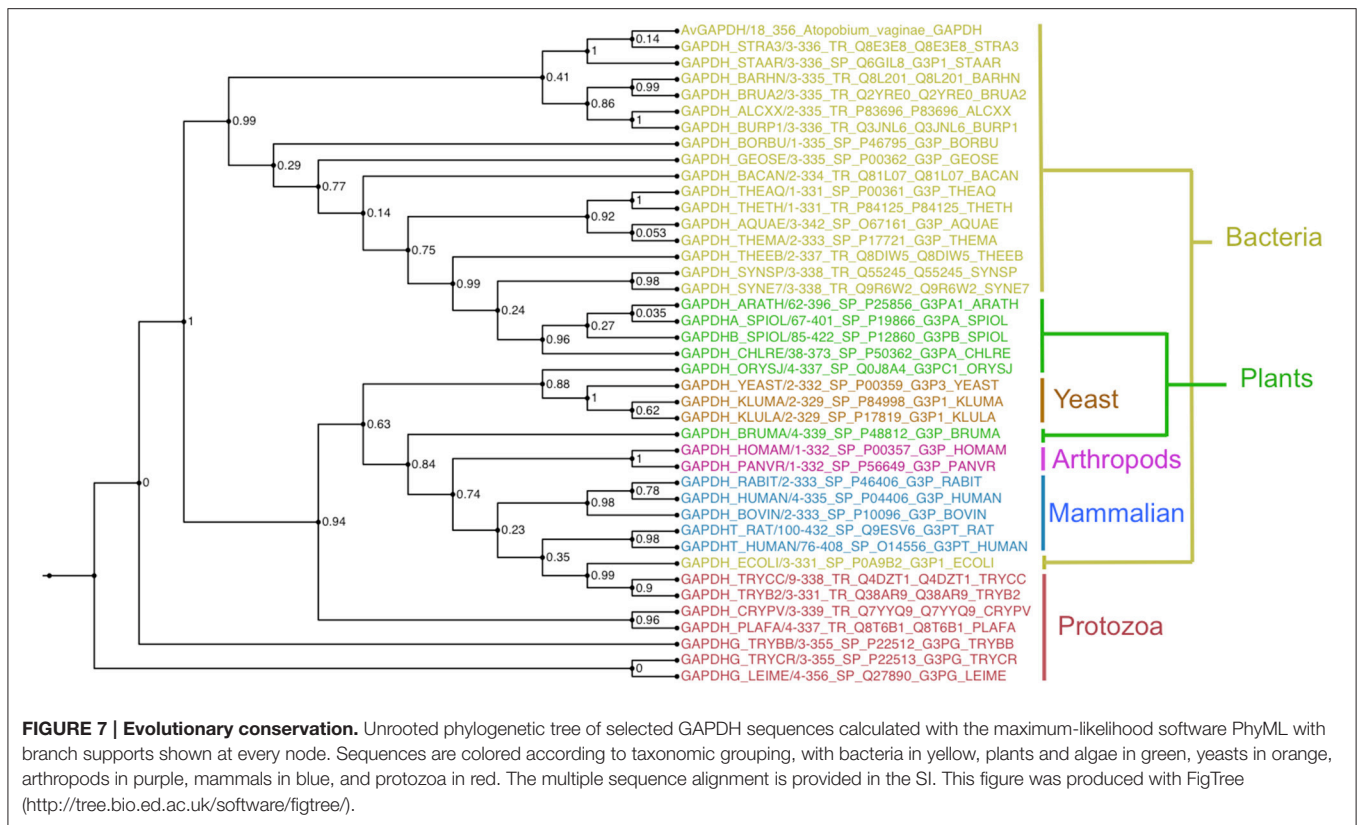 AvGAPDH/18_356_Atopobium_vaginae_GAPDH
0.14
GAPDH_STRA3/3-336_TR_Q8E3E8_Q8E3E8_STRA3
1
GAPDH_STAAR/3-336_SP_Q6GIL8_G3P1_STAAR
0.41
GAPDH_BARHN/3-335_TR_Q8L201_Q8L201_BARHN
0.99
GAPDH_BRUA2/3-335_TR_Q2YRE0_Q2YRE0_BRUA2
0.86
GAPDH_ALCXX/2-335_TR_P83696_P83696_ALCXX
1
GAPDH_BURP1/3-336_TR_Q3JNL6_Q3JNL6_BURP1
0.99
GAPDH_BORBU/1-335_SP_P46795_G3P_BORBU
0.29
GAPDH_GEOSE/3-335_SP_P00362_G3P_GEOSE
0.77
GAPDH_BACAN/2-334_TR_Q81L07_Q81L07_BACAN
0.14
GAPDH_THEAQ/1-331_SP_P00361_G3P_THEAQ
1
GAPDH_THETH/1-331_TR_P84125_P84125_THETH
0.92
GAPDH_AQUAE/3-342_SP_O67161_G3P_AQUAE
0.053
GAPDH_THEMA/2-333_SP_P17721_G3P_THEMA
0.75
GAPDH_THEEB/2-337_TR_Q8DIW5_Q8DIW5_THEEB
0.99
GAPDH_SYNSP/3-338_TR_Q55245_Q55245_SYNSP
0.98
GAPDH_SYNE7/3-338_TR_Q9R6W2_Q9R6W2_SYNE7
0.24
GAPDH_ARATH/62-396_SP_P25856_G3PA1_ARATH
0.035
GAPDHA_SPIOL/67-401_SP_P19866_G3PA_SPIOL
0.27
GAPDHB_SPIOL/85-422_SP_P12860_G3PB_SPIOL
0.96
GAPDH_CHLRE/38-373_SP_P50362_G3PA_CHLRE
1
GAPDH_ORYSJ/4-337_SP_Q0J8A4_G3PC1_ORYSJ
0.88
GAPDH_YEAST/2-332_SP_P00359_G3P3_YEAST
1
GAPDH_KLUMA/2-329_SP_P84998_G3P1_KLUMA
0.62
GAPDH_KLULA/2-329_SP_P17819_G3P1_KLULA
0.63
GAPDH_BRUMA/4-339_SP_P48812_G3P_BRUMA
0.84
GAPDH_HOMAM/1-332_SP_P00357_G3P_HOMAM
1
GAPDH_PANVR/1-332_SP_P56649_G3P_PANVR
0.74
GAPDH_RABIT/2-333_SP_P46406_G3P_RABIT
0.78
GAPDH_HUMAN/4-335_SP_P04406_G3P_HUMAN
0.98
GAPDH_BOVIN/2-333_SP_P10096_G3P_BOVIN
0.23
GAPDHT_RAT/100-432_SP_Q9ESV6_G3PT_RAT
0.98
GAPDHT_HUMAN/76-408_SP_O14556_G3PT_HUMAN
0.35
GAPDH_ECOLI/3-331_SP_P0A9B2_G3P1_ECOLI
0.99
GAPDH_TRYCC/9-338_TR_Q4DZT1_Q4DZT1_TRYCC
0.9
GAPDH_TRYB2/3-331_TR_Q38AR9_Q38AR9_TRYB2
0.94
GAPDH_CRYPV/3-339_TR_Q7YYQ9_Q7YYQ9_CRYPV
0.96
GAPDH_PLAFA/4-337_TR_Q8T6B1_Q8T6B1_PLAFA
0
GAPDHG_TRYBB/3-355_SP_P22512_G3PG_TRYBB
GAPDHG_TRYCR/3-355_SP_P22513_G3PG_TRYCR
0
GAPDHG_LEIME/4-356_SP_Q27890_G3PG_LEIME
Bacteria
Plants
Yeast
Arthropods
Mammalian
Protozoa
FIGURE 7 | Evolutionary conservation. Unrooted phylogenetic tree of selected GAPDH sequences calculated with the maximum-likelihood software PhyML with
branch supports shown at every node. Sequences are colored according to taxonomic grouping, with bacteria in yellow, plants and algae in green, yeasts in orange,
arthropods in purple, mammals in blue, and protozoa in red. The multiple sequence alignment is provided in the SI. This figure was produced with FigTree
(http://tree.bio.ed.ac.uk/software/figtree/).